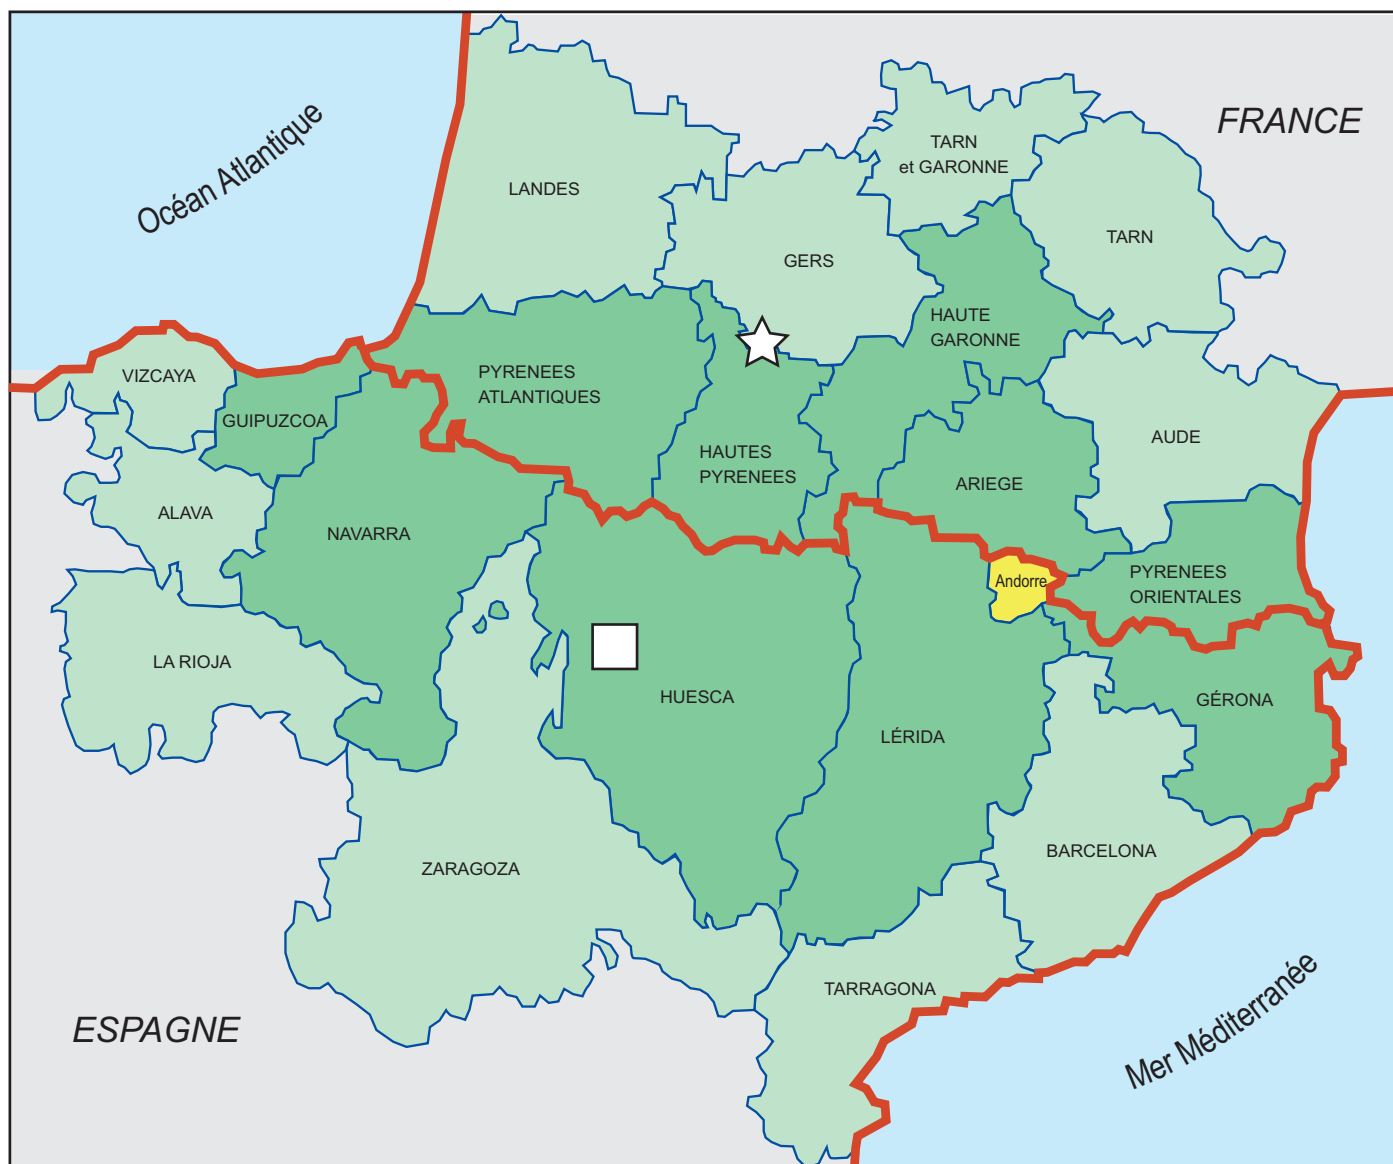 Océan Atlantique
FRANCE
TARN
et GARONNE
LANDES
TARN
GERS
HAUTE
GARONNE
VIZCAYA
PYRENEES
ATLANTIQUES
GUIPUZCOA
AUDE
HAUTES
PYRENEES
ARIEGE
ALAVA
NAVARRA
Andorre
PYRENEES
ORIENTALES
LA RIOJA
HUESCA
GÉRONA
LÉRIDA
BARCELONA
ZARAGOZA
TARRAGONA
ESPAGNE
Mer Méditerranée